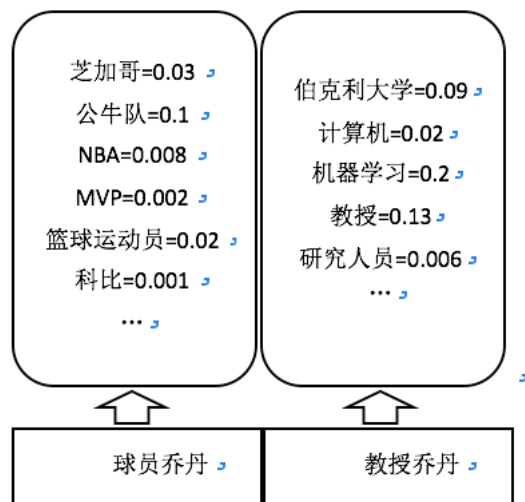 芝加哥=0.03
公牛队=0.1
NBA=0.008
MVP=0.002
篮球运动员=0.02
科比=0.001
...
伯克利大学=0.09
计算机=0.02
机器学习=0.2
教授=0.13
研究人员=0.006
...
球员乔丹
教授乔丹